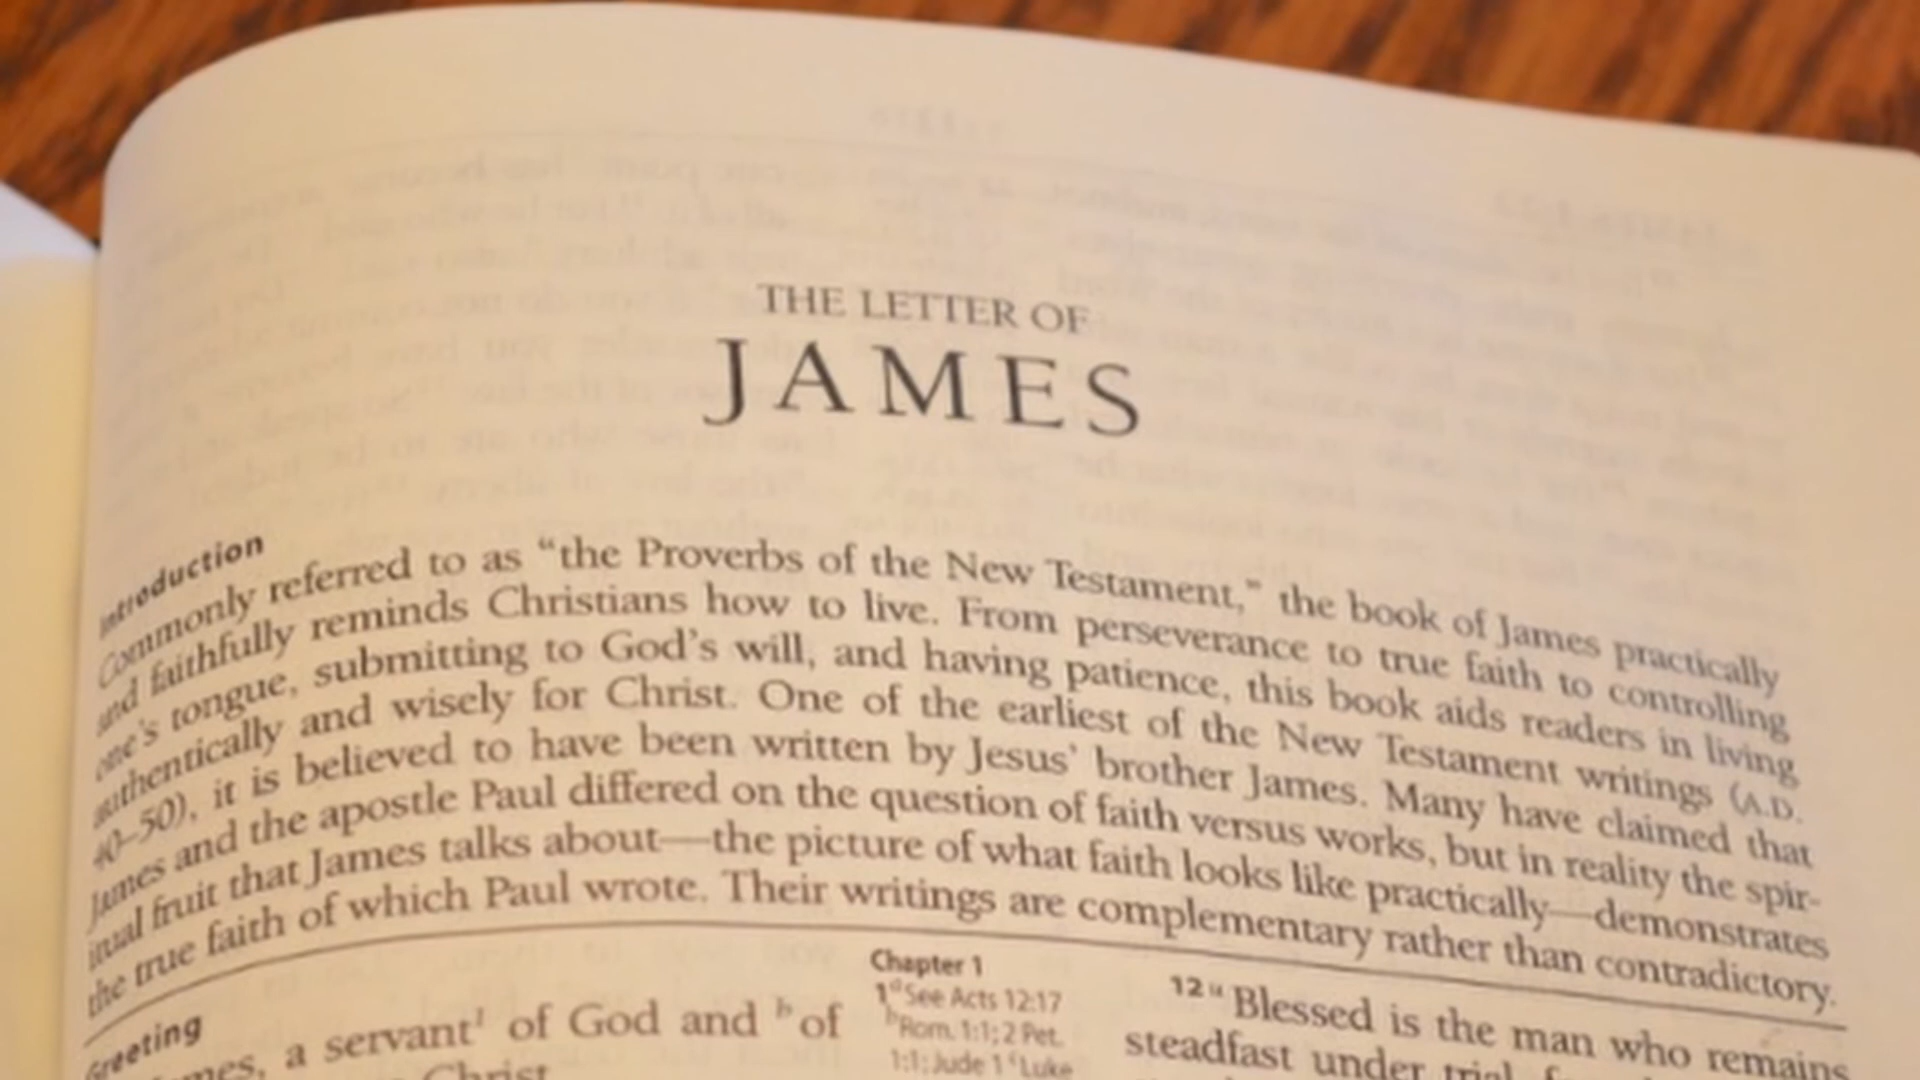 THE LETTER OF
JAMES
Introduction
Commonly referred to as “the Proverbs of the New Testament,” the book of James practically
and faithfully reminds Christians how to live. From perseverance to true faith to controlling
one's tongue, submitting to God's will, and having patience, this book aids readers in living
authentically and wisely for Christ. One of the earliest of the New Testament writings (A.D.
40–50), it is believed to have been written by Jesus' brother James. Many have claimed that
James and the apostle Paul differed on the question of faith versus works, but in reality the spir-
itual fruit that James talks about—the picture of what faith looks like practically—demonstrates
the true faith of which Paul wrote. Their writings are complementary rather than contradictory.
Greeting
James, a servant1 of God and b of
Christ
Chapter 1
1 a See Acts 12:17
b Rom. 1:1; 2 Pet.
1:1; Jude 1 c Luke
12 u Blessed is the man who remains
steadfast under trial, for